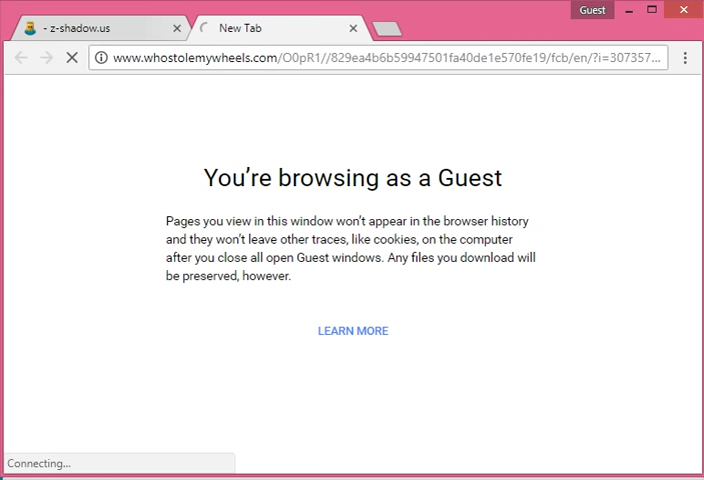 Guest
- z-shadow.us
New Tab
www.whostolemywheels.com/O0pR1//829ea4b6b59947501fa40de1e570fe19/fcb/en/?i=307357...
You're browsing as a Guest
Pages you view in this window won't appear in the browser history
and they won't leave other traces, like cookies, on the computer
after you close all open Guest windows. Any files you download will
be preserved, however.
LEARN MORE
Connecting...